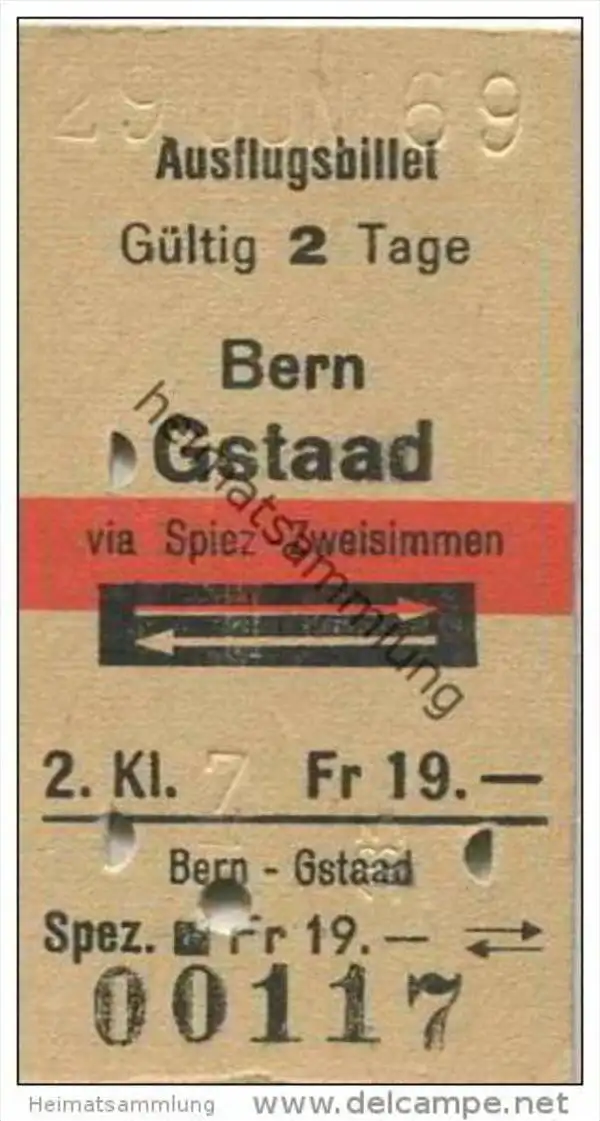 29 JUN 69
Ausflugsbillet
Gültig 2 Tage
Bern
Gstaad
via Spiez Zweisimmen
2. Kl. 7 Fr 19.—
Bern - Gstaad
Spez. Fr 19.—
00117
heimatsammlung
Heimatsammlung
www.delcampe.net